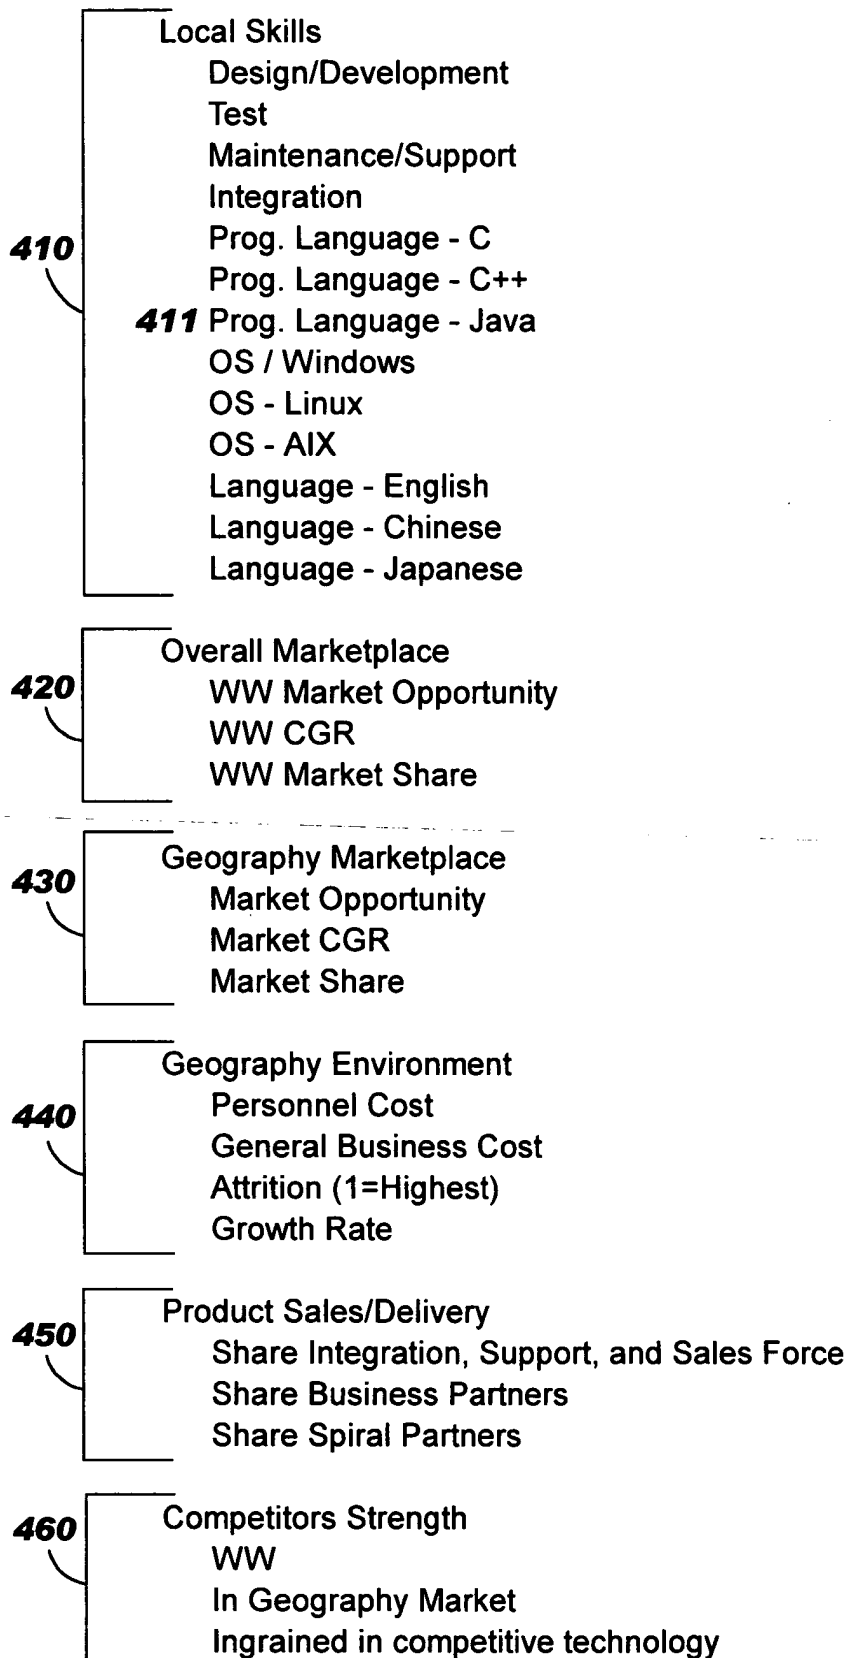 Local Skills
Design/Development
Test
Maintenance/Support
Integration
410 Prog. Language - C
Prog. Language - C++
411 Prog. Language - Java
OS / Windows
OS - Linux
OS - AIX
Language - English
Language - Chinese
Language - Japanese
Overall Marketplace
420 WW Market Opportunity
WW CGR
WW Market Share
Geography Marketplace
430 Market Opportunity
Market CGR
Market Share
Geography Environment
440 Personnel Cost
General Business Cost
Attrition (1=Highest)
Growth Rate
Product Sales/Delivery
450 Share Integration, Support, and Sales Force
Share Business Partners
Share Spiral Partners
460 Competitors Strength
WW
In Geography Market
Ingrained in competitive technology